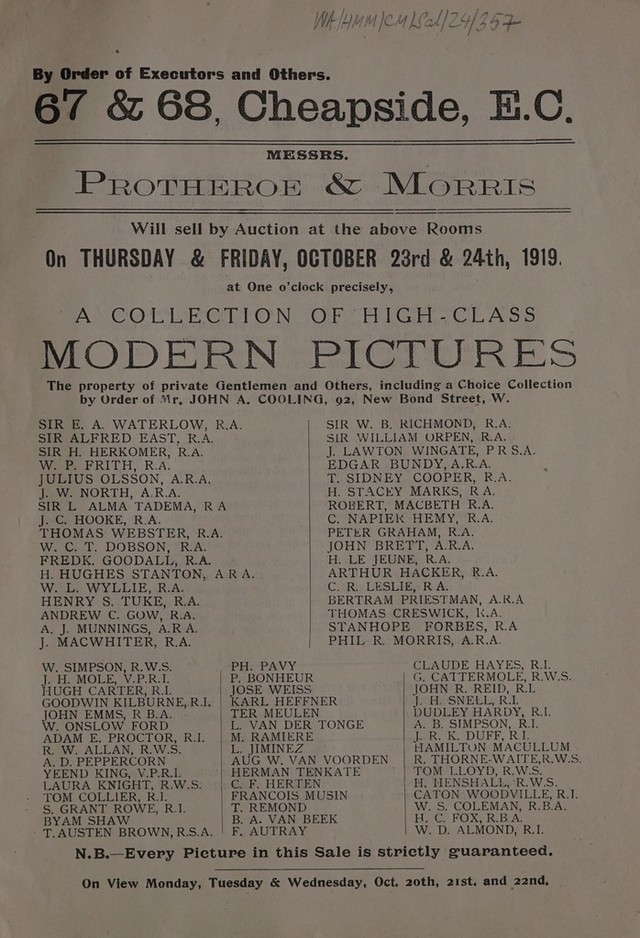 WA/HMM/CM/Sal/24/357
By Order of Executors and Others.
67 & 68, Cheapside, E.C.
MESSRS.
PROTHEROE & MORRIS
Will sell by Auction at the above Rooms
On THURSDAY & FRIDAY, OCTOBER 23rd & 24th, 1919.
at One o'clock precisely,
A COLLECTION OF HIGH-CLASS
MODERN PICTURES
The property of private Gentlemen and Others, including a Choice Collection
by Order of Mr. JOHN A. COOLING, 92, New Bond Street, W.
SIR E. A. WATERLOW, R.A.
SIR ALFRED EAST, R.A.
SIR H. HERKOMER, R.A.
W. P. FRITH, R.A.
JULIUS OLSSON, A.R.A.
J. W. NORTH, A.R.A.
SIR L ALMA TADEMA, R A
J. C. HOOKE, R.A.
THOMAS WEBSTER, R.A.
W. C. T. DOBSON, R.A.
FREDK. GOODALL, R.A.
H. HUGHES STANTON, A R A.
W. L. WYLLIE, R.A.
HENRY S. TUKE, R.A.
ANDREW C. GOW, R.A.
A. J. MUNNINGS, A.R A.
J. MACWHITER, R.A.
SIR W. B. RICHMOND, R.A.
SIR WILLIAM ORPEN, R.A.
J. LAWTON WINGATE, P R S.A.
EDGAR BUNDY, A.R.A.
T. SIDNEY COOPER, R.A.
H. STACEY MARKS, R A.
ROBERT, MACBETH R.A.
C. NAPIER HEMY, R.A.
PETER GRAHAM, R.A.
JOHN BRETT, A.R.A.
H. LE JEUNE, R.A.
ARTHUR HACKER, R.A.
C. R. LESLIE, R A.
BERTRAM PRIESTMAN, A.R.A
THOMAS CRESWICK, R.A.
STANHOPE FORBES, R.A
PHIL R. MORRIS, A.R.A.
W. SIMPSON, R.W.S.
J. H. MOLE, V.P.R.I.
HUGH CARTER, R.I.
GOODWIN KILBURNE, R.I.
JOHN EMMS, R B.A.
W. ONSLOW FORD
ADAM E. PROCTOR, R.I.
R. W. ALLAN, R.W.S.
A. D. PEPPERCORN
YEEND KING, V.P.R.I.
LAURA KNIGHT, R.W.S.
TOM COLLIER, R.I.
S. GRANT ROWE, R.I.
BYAM SHAW
T. AUSTEN BROWN, R.S.A.
PH. PAVY
P. BONHEUR
JOSE WEISS
KARL HEFFNER
TER MEULEN
L. VAN DER TONGE
M. RAMIERE
L. JIMINEZ
AUG W. VAN VOORDEN
HERMAN TENKATE
C. F. HERTEN
FRANCOIS MUSIN
T. REMOND
B. A. VAN BEEK
F. AUTRAY
CLAUDE HAYES, R.I.
G. CATTERMOLE, R.W.S.
JOHN R. REID, R.I.
J. H. SNELL, R.I.
DUDLEY HARDY, R.I.
A. B. SIMPSON, R.I.
J. R. K. DUFF, R.I.
HAMILTON MACULLUM
R. THORNE-WAITE, R.W.S.
TOM LLOYD, R.W.S.
H. HENSHALL, R.W.S.
CATON WOODVILLE, R.I.
W. S. COLEMAN, R.B.A.
H. C. FOX, R.B A.
W. D. ALMOND, R.I.
N.B.—Every Picture in this Sale is strictly guaranteed.
On View Monday, Tuesday & Wednesday, Oct. 20th, 21st, and 22nd.